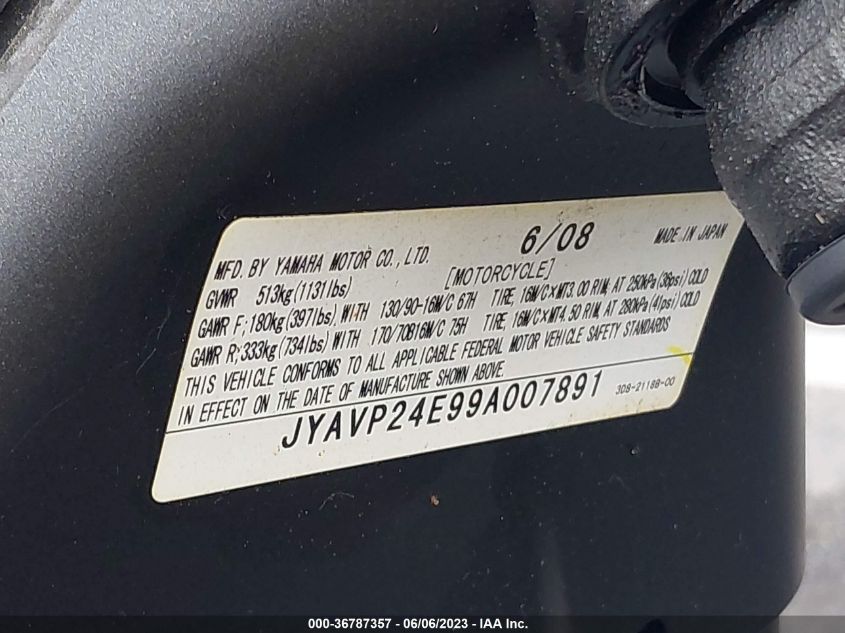 6/08 MADE IN JAPAN
MFD. BY YAMAHA MOTOR CO., LTD.
[MOTORCYCLE]
GVWR 513kg(1131lbs)
GAWR F;180kg(397lbs) WITH 130/90-16M/C 67H TIRE 16M/C×MT3.00 RIM, AT 250kPa(36psi) COLD
GAWR R;333kg(734lbs) WITH 170/70B16M/C 75H TIRE 16M/C×MT4.50 RIM, AT 280kPa(41psi) COLD
THIS VEHICLE CONFORMS TO ALL APPLICABLE FEDERAL MOTOR VEHICLE SAFETY STANDARDS
IN EFFECT ON THE DATE OF MANUFACTURE SHOWN ABOVE.
JYAVP24E99A007891 3D8-2118B-00
000-36787357 - 06/06/2023 - IAA Inc.